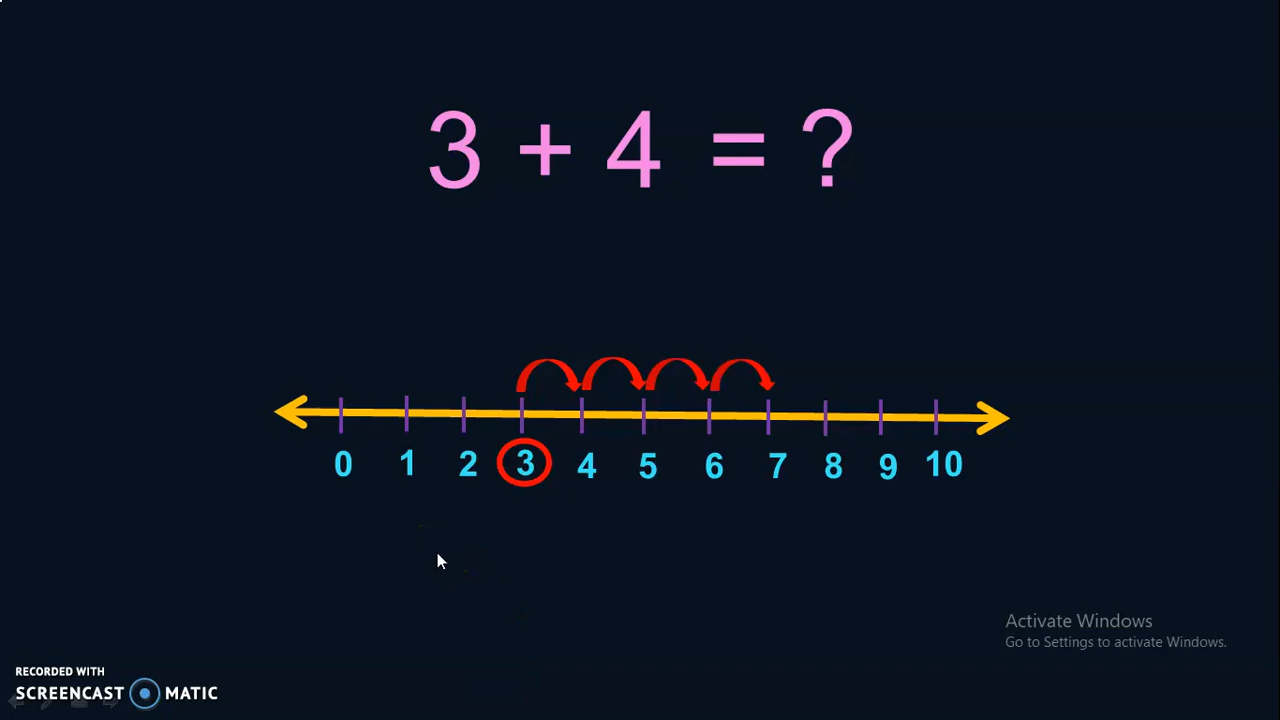 3 + 4 = ?
0 1 2 3 4 5 6 7 8 9 10
Activate Windows
Go to Settings to activate Windows.
RECORDED WITH
SCREENCAST MATIC